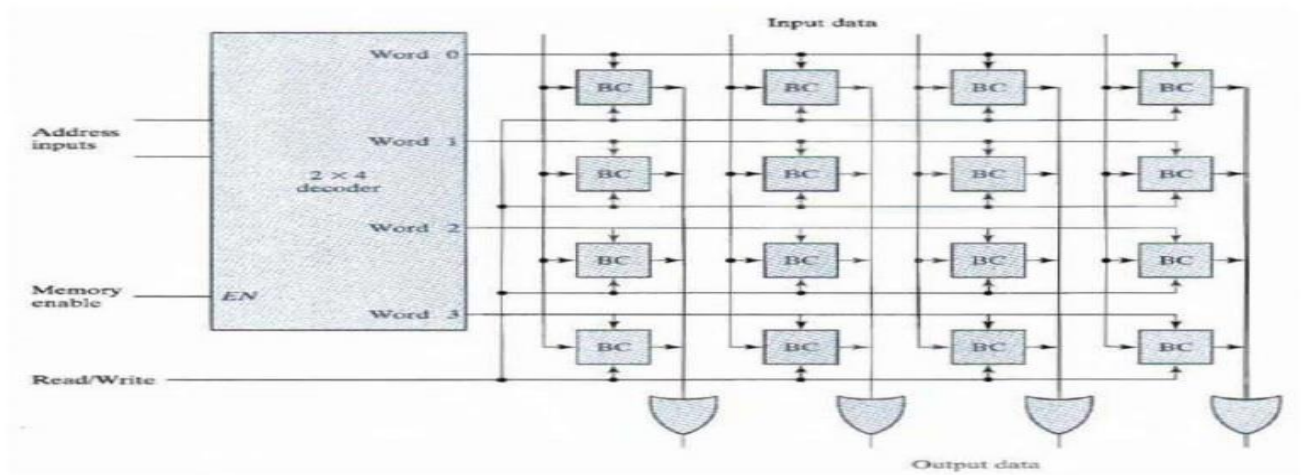 Input data
Word 0
BC BC BC BC
Address
inputs
Word 1
2 × 4
decoder
BC BC BC BC
Word 2
BC BC BC BC
Memory
enable
EN
Word 3
BC BC BC BC
Read/Write
Output data